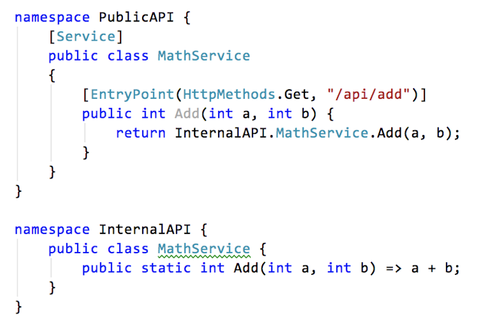 namespace PublicAPI {
    [Service]
    public class MathService
    {
        [EntryPoint(HttpMethods.Get, "/api/add")]
        public int Add(int a, int b) {
            return InternalAPI.MathService.Add(a, b);
        }
    }
}

namespace InternalAPI {
    public class MathService {
        public static int Add(int a, int b) => a + b;
    }
}